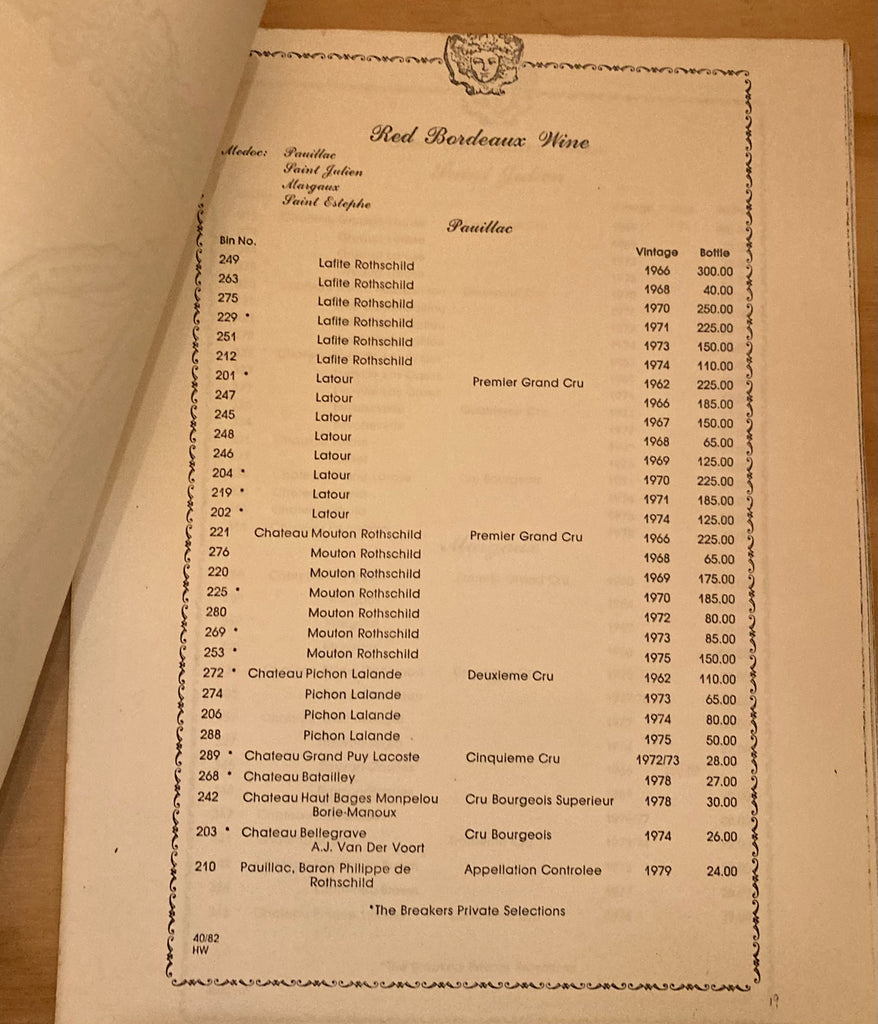 Red Bordeaux Wine
Medoc: Pauillac
Saint Julien
Margaux
Saint Estephe
Pauillac
Bin No. Vintage Bottle
249 Lafite Rothschild 1966 300.00
263 Lafite Rothschild 1968 40.00
275 Lafite Rothschild 1970 250.00
229 * Lafite Rothschild 1971 225.00
251 Lafite Rothschild 1973 150.00
212 Lafite Rothschild 1974 110.00
201 * Latour Premier Grand Cru 1962 225.00
247 Latour 1966 185.00
245 Latour 1967 150.00
248 Latour 1968 65.00
246 Latour 1969 125.00
204 * Latour 1970 225.00
219 * Latour 1971 185.00
202 * Latour 1974 125.00
221 Chateau Mouton Rothschild Premier Grand Cru 1966 225.00
276 Mouton Rothschild 1968 65.00
220 Mouton Rothschild 1969 175.00
225 * Mouton Rothschild 1970 185.00
280 Mouton Rothschild 1972 80.00
269 * Mouton Rothschild 1973 85.00
253 * Mouton Rothschild 1975 150.00
272 * Chateau Pichon Lalande Deuxieme Cru 1962 110.00
274 Pichon Lalande 1973 65.00
206 Pichon Lalande 1974 80.00
288 Pichon Lalande 1975 50.00
289 * Chateau Grand Puy Lacoste Cinquieme Cru 1972/73 28.00
268 * Chateau Batailley 1978 27.00
242 Chateau Haut Bages Monpelou Cru Bourgeois Superieur 1978 30.00
Borie-Manoux
203 * Chateau Bellegrave Cru Bourgeois 1974 26.00
A.J. Van Der Voort
210 Pauillac, Baron Philippe de Appellation Controlee 1979 24.00
Rothschild
*The Breakers Private Selections
40/82
HW
19